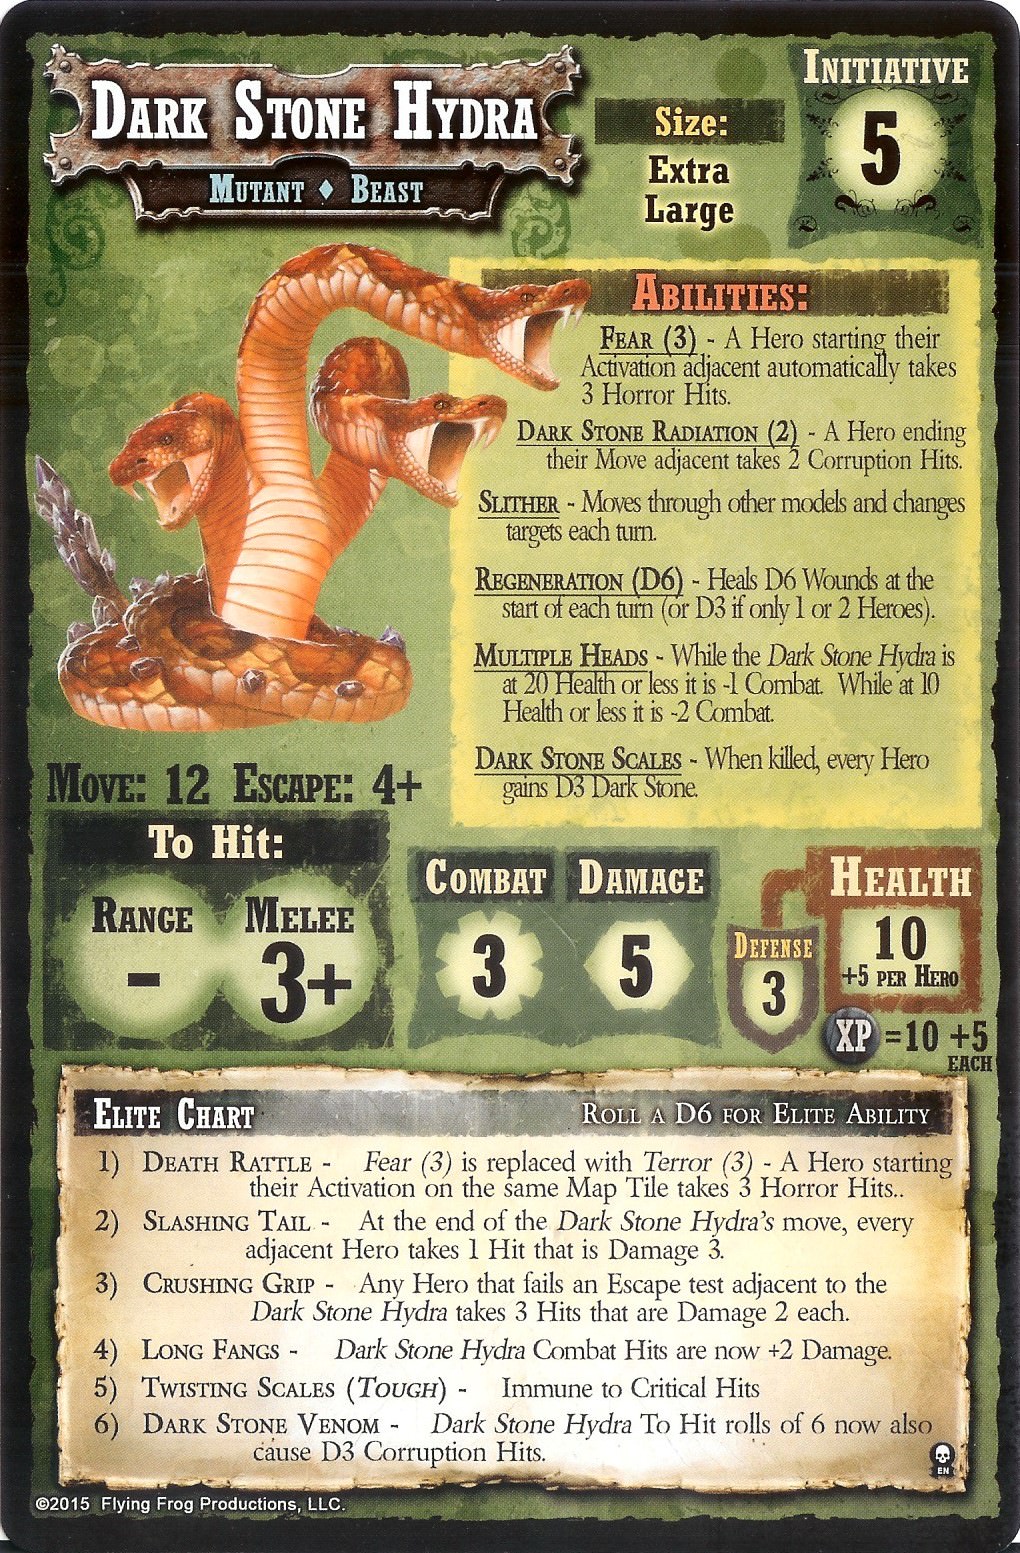 Dark Stone Hydra
Mutant ♦ Beast
Size:
Extra
Large
Initiative
5
Abilities:
Fear (3) - A Hero starting their
Activation adjacent automatically takes
3 Horror Hits.
Dark Stone Radiation (2) - A Hero ending
their Move adjacent takes 2 Corruption Hits.
Slither - Moves through other models and changes
targets each turn.
Regeneration (D6) - Heals D6 Wounds at the
start of each turn (or D3 if only 1 or 2 Heroes).
Multiple Heads - While the Dark Stone Hydra is
at 20 Health or less it is -1 Combat. While at 10
Health or less it is -2 Combat.
Dark Stone Scales - When killed, every Hero
gains D3 Dark Stone.
Move: 12 Escape: 4+
To Hit:
Range
-
Melee
3+
Combat
3
Damage
5
Defense
3
Health
10
+5 per Hero
XP =10 +5
each
Elite Chart Roll a D6 for Elite Ability
1) Death Rattle - Fear (3) is replaced with Terror (3) - A Hero starting
their Activation on the same Map Tile takes 3 Horror Hits..
2) Slashing Tail - At the end of the Dark Stone Hydra's move, every
adjacent Hero takes 1 Hit that is Damage 3.
3) Crushing Grip - Any Hero that fails an Escape test adjacent to the
Dark Stone Hydra takes 3 Hits that are Damage 2 each.
4) Long Fangs - Dark Stone Hydra Combat Hits are now +2 Damage.
5) Twisting Scales (Tough) - Immune to Critical Hits
6) Dark Stone Venom - Dark Stone Hydra To Hit rolls of 6 now also
cause D3 Corruption Hits.
EN
©2015 Flying Frog Productions, LLC.